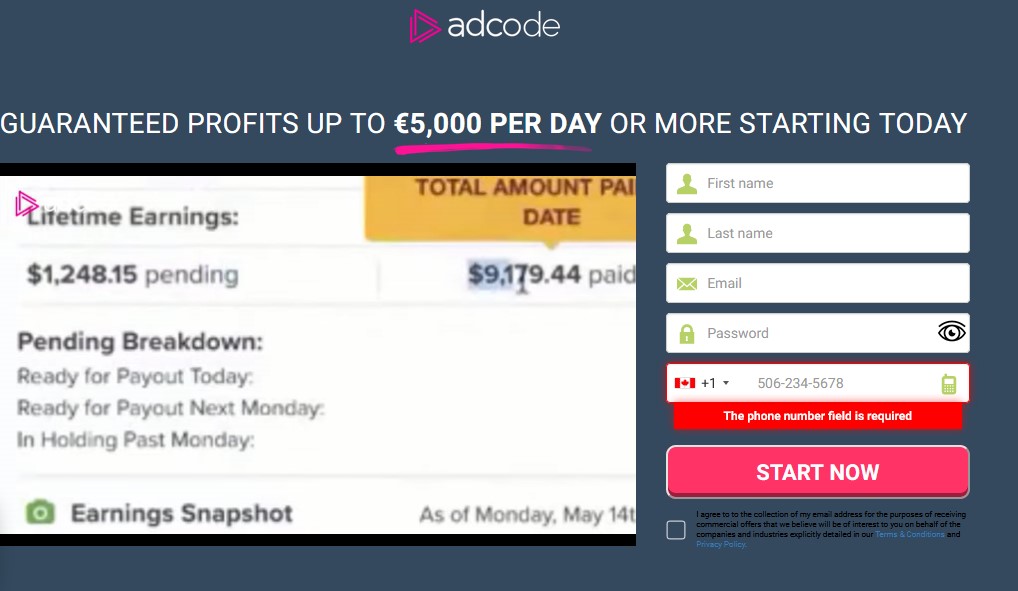 adcode
GUARANTEED PROFITS UP TO €5,000 PER DAY OR MORE STARTING TODAY
TOTAL AMOUNT PAI
DATE
Lifetime Earnings:
$1,248.15 pending
$9,179.44 paid
Pending Breakdown:
Ready for Payout Today:
Ready for Payout Next Monday:
In Holding Past Monday:
Earnings Snapshot
As of Monday, May 14t
First name
Last name
Email
Password
+1
506-234-5678
The phone number field is required
START NOW
I agree to to the collection of my email address for the purposes of receiving
commercial offers that we believe will be of interest to you on behalf of the
companies and industries explicitly detailed in our Terms & Conditions and
Privacy Policy.